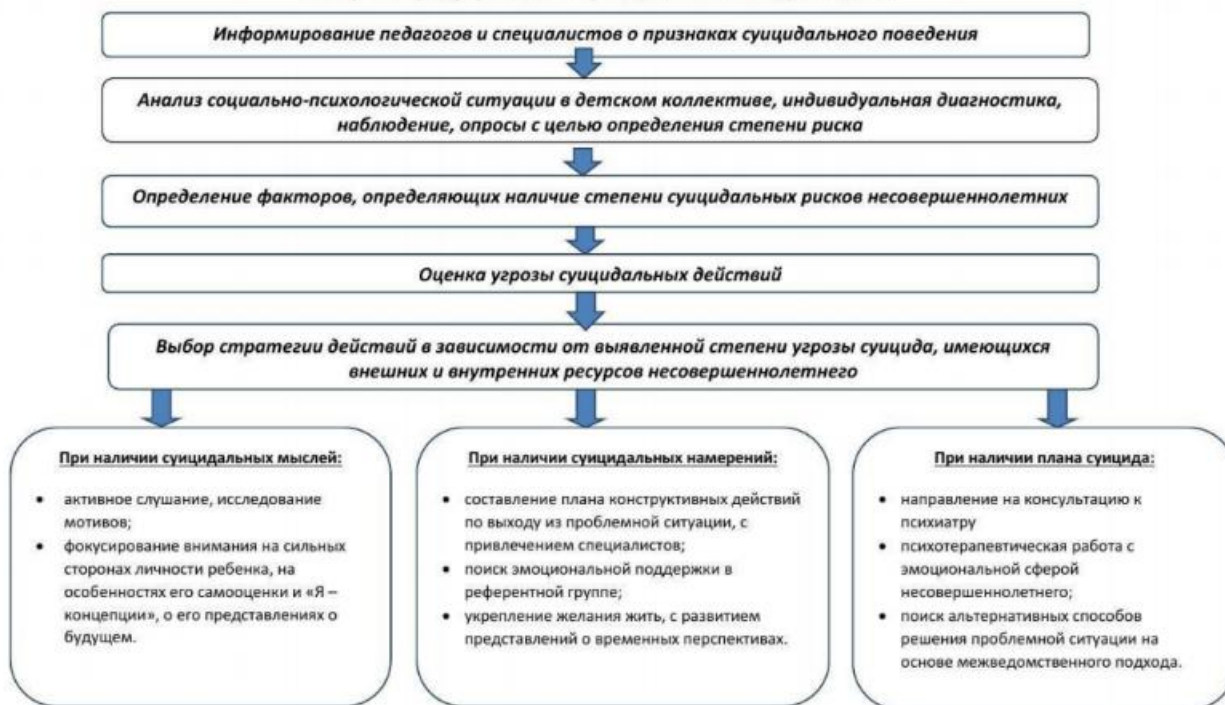 Информирование педагогов и специалистов о признаках суицидального поведения
Анализ социально-психологической ситуации в детском коллективе, индивидуальная диагностика,
наблюдение, опросы с целью определения степени риска
Определение факторов, определяющих наличие степени суицидальных рисков несовершеннолетних
Оценка угрозы суицидальных действий
Выбор стратегии действий в зависимости от выявленной степени угрозы суицида, имеющихся
внешних и внутренних ресурсов несовершеннолетнего
При наличии суицидальных мыслей:
• активное слушание, исследование
мотивов;
• фокусирование внимания на сильных
сторонах личности ребенка, на
особенностях его самооценки и «Я –
концепции», о его представлениях о
будущем.
При наличии суицидальных намерений:
• составление плана конструктивных действий
по выходу из проблемной ситуации, с
привлечением специалистов;
• поиск эмоциональной поддержки в
референтной группе;
• укрепление желания жить, с развитием
представлений о временных перспективах.
При наличии плана суицида:
• направление на консультацию к
психиатру
• психотерапевтическая работа с
эмоциональной сферой
несовершеннолетнего;
• поиск альтернативных способов
решения проблемной ситуации на
основе межведомственного подхода.